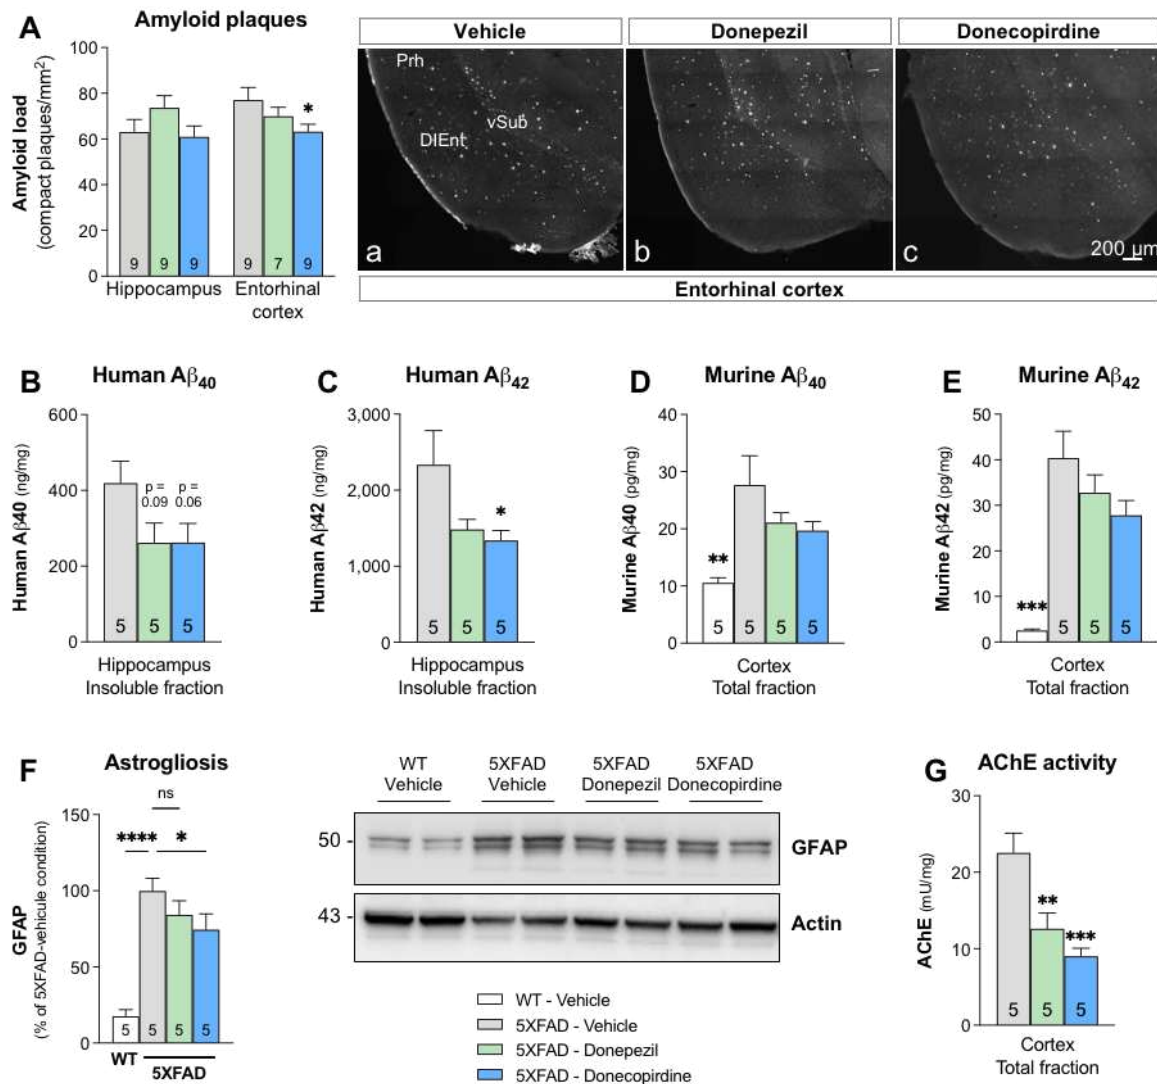 A
Amyloid plaques
Amyloid load
(compact plaques/mm²)
100
80
60
40
20
0
*
9 9 9 9 7 9
Hippocampus
Entorhinal
cortex
Vehicle
Donepezil
Donecopirdine
Prh
vSub
DIEnt
a
b
c
200 µm
Entorhinal cortex
B
Human Aβ40
Human Aβ40 (ng/mg)
600
400
200
0
p =
0.09
p =
0.06
5 5 5
Hippocampus
Insoluble fraction
C
Human Aβ42
Human Aβ42 (ng/mg)
3,000
2,000
1,000
0
*
5 5 5
Hippocampus
Insoluble fraction
D
Murine Aβ40
Murine Aβ40 (pg/mg)
40
30
20
10
0
**
5 5 5 5
Cortex
Total fraction
E
Murine Aβ42
Murine Aβ42 (pg/mg)
50
40
30
20
10
0
***
5 5 5
Cortex
Total fraction
F
Astrogliosis
GFAP
(% of 5XFAD-vehicule condition)
150
100
50
0
ns
**** *
5 5 5 5
WT
5XFAD
WT
Vehicle
5XFAD
Vehicle
5XFAD
Donepezil
5XFAD
Donecopirdine
50 -
GFAP
43 -
Actin
WT - Vehicle
5XFAD - Vehicle
5XFAD - Donepezil
5XFAD - Donecopirdine
G
AChE activity
AChE (mU/mg)
30
20
10
0
**
***
5 5 5
Cortex
Total fraction